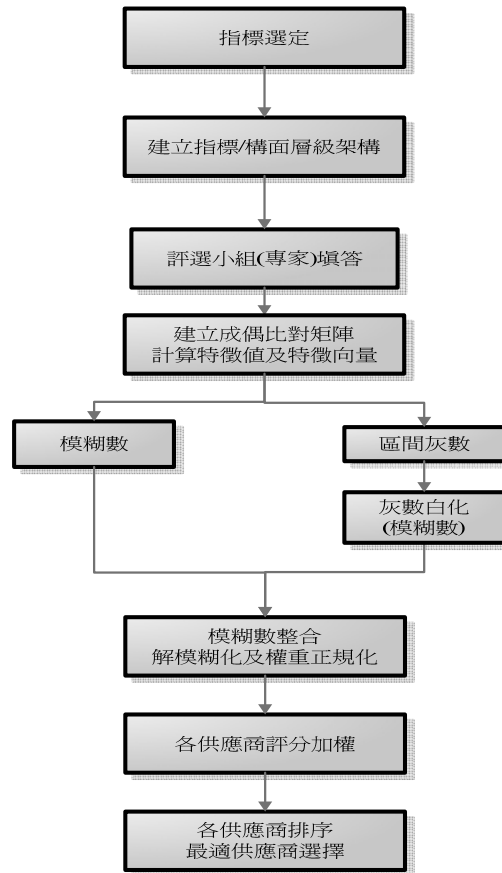 指標選定
建立指標/構面層級架構
評選小組(專家)填答
建立成偶比對矩陣
計算特徵值及特徵向量
模糊數
區間灰數
灰數白化
(模糊數)
模糊數整合
解模糊化及權重正規化
各供應商評分加權
各供應商排序
最適供應商選擇